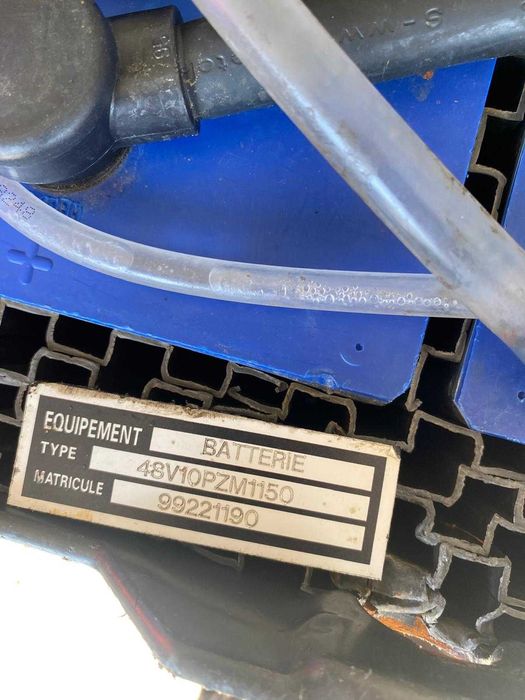 EQUIPEMENT BATTERIE
TYPE 48V10PZM1150
MATRICULE 99221190